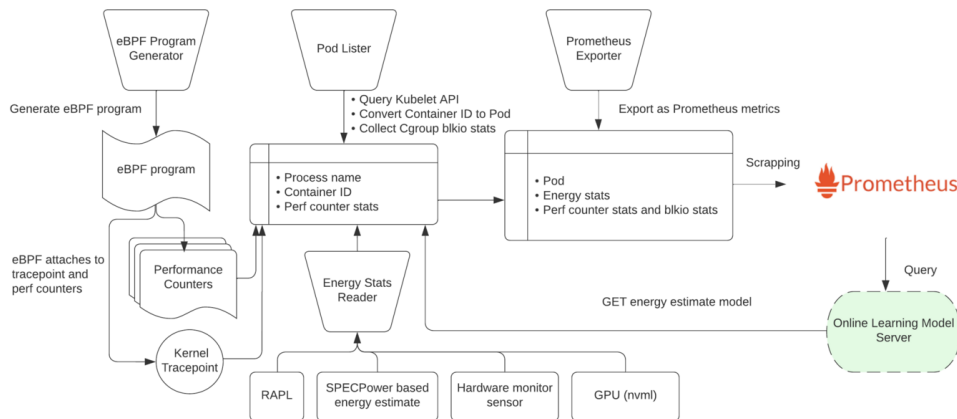 eBPF Program
Generator
Pod Lister
Prometheus
Exporter
Generate eBPF program
• Query Kubelet API
• Convert Container ID to Pod
• Collect Cgroup blkio stats
Export as Prometheus metrics
eBPF program
• Process name
• Container ID
• Perf counter stats
• Pod
• Energy stats
• Perf counter stats and blkio stats
Scrapping
Prometheus
eBPF attaches to
tracepoint and
perf counters
Performance
Counters
Energy Stats
Reader
Query
GET energy estimate model
Online Learning Model
Server
Kernel
Tracepoint
RAPL
SPECPower based
energy estimate
Hardware monitor
sensor
GPU (nvml)